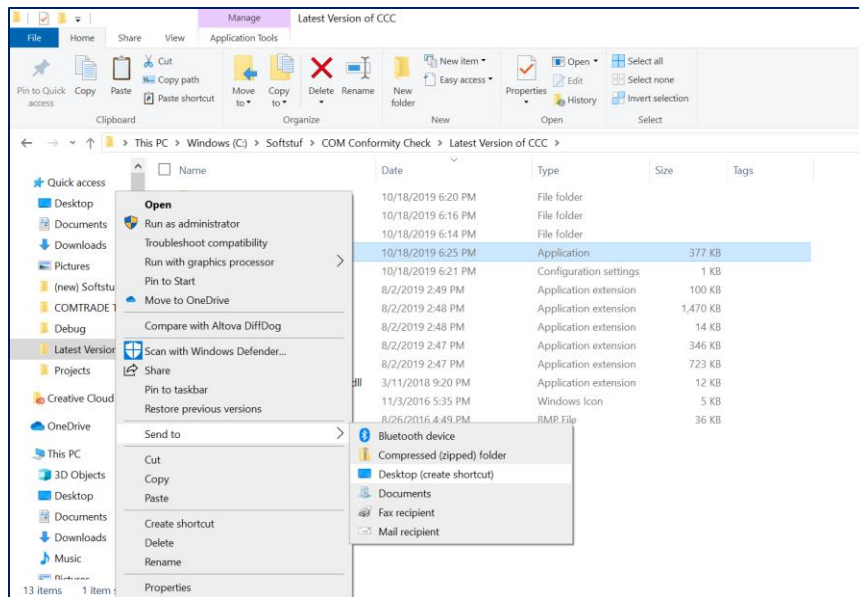 Manage
Latest Version of CCC
File
Home
Share
View
Application Tools
Pin to Quick access
Copy
Paste
Cut
Copy path
Paste shortcut
Clipboard
Move to
Copy to
Delete
Rename
Organize
New folder
New item
Easy access
New
Properties
Open
Edit
History
Open
Select all
Select none
Invert selection
Select
This PC > Windows (C:) > Softstuf > COM Conformity Check > Latest Version of CCC >
Name
Date
Type
Size
Tags
Quick access
Desktop
Documents
Downloads
Pictures
(new) Softstu
COMTRADE T
Debug
Latest Version
Projects
Creative Cloud
OneDrive
This PC
3D Objects
Desktop
Documents
Downloads
Music
Pictures
13 items 1 item s
Open
Run as administrator
Troubleshoot compatibility
Run with graphics processor
Pin to Start
Move to OneDrive
Compare with Altova DiffDog
Scan with Windows Defender...
Share
Pin to taskbar
Restore previous versions
Send to
Cut
Copy
Paste
Create shortcut
Delete
Rename
Properties
10/18/2019 6:20 PM File folder
10/18/2019 6:16 PM File folder
10/18/2019 6:14 PM File folder
10/18/2019 6:25 PM Application 377 KB
10/18/2019 6:21 PM Configuration settings 1 KB
8/2/2019 2:49 PM Application extension 100 KB
8/2/2019 2:48 PM Application extension 1,470 KB
8/2/2019 2:48 PM Application extension 14 KB
8/2/2019 2:47 PM Application extension 346 KB
8/2/2019 2:47 PM Application extension 723 KB
dll 3/11/2018 9:20 PM Application extension 12 KB
11/3/2016 5:35 PM Windows Icon 5 KB
8/26/2016 4:49 PM BMP File 36 KB
Bluetooth device
Compressed (zipped) folder
Desktop (create shortcut)
Documents
Fax recipient
Mail recipient